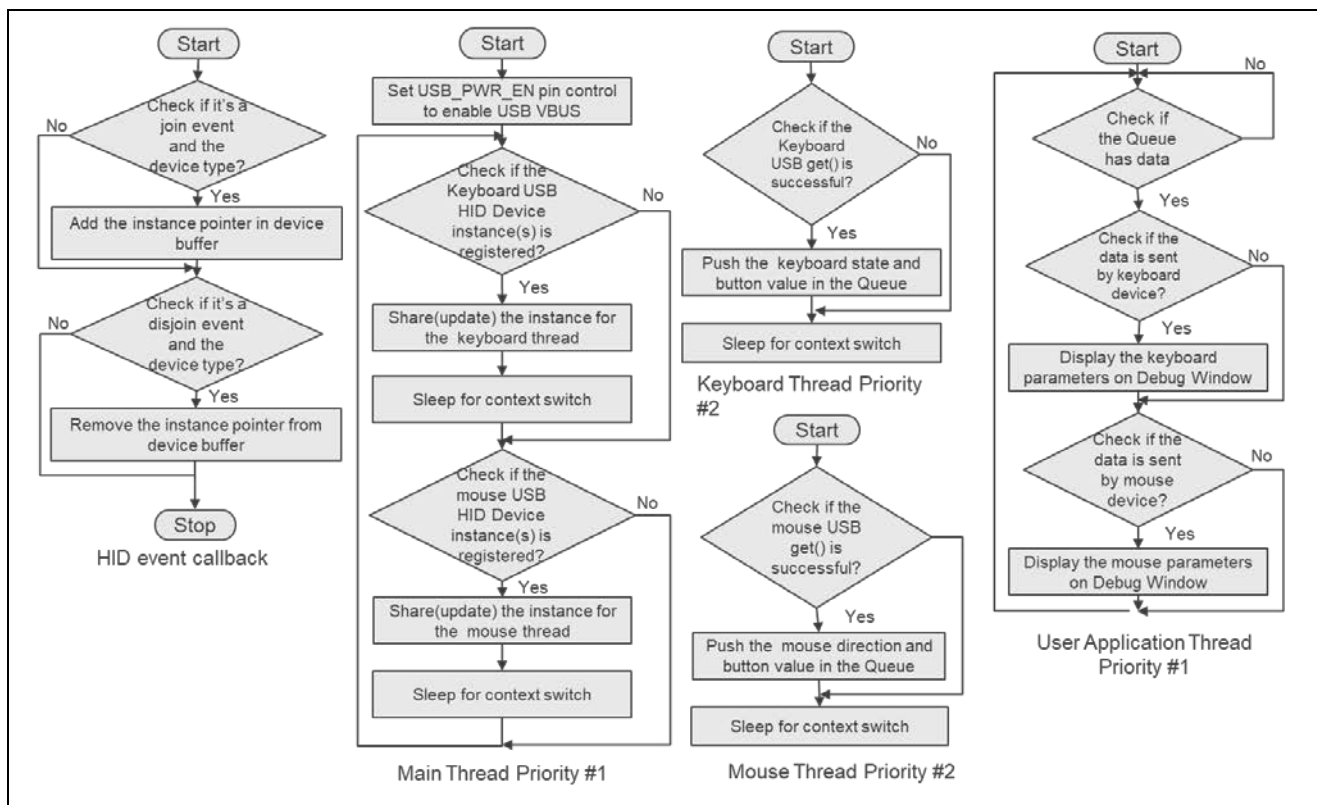 Start
Check if it's a
join event
and the
device type?
No
Yes
Add the instance pointer in device
buffer
Check if it's a
disjoin event
and the
device type?
No
Yes
Remove the instance pointer from
device buffer
Stop
HID event callback
Start
Set USB_PWR_EN pin control
to enable USB VBUS
Check if the
Keyboard USB
HID Device
instance(s) is
registered?
No
Yes
Share(update) the instance for
the keyboard thread
Sleep for context switch
Check if the
mouse USB
HID Device
instance(s) is
registered?
No
Yes
Share(update) the instance for
the mouse thread
Sleep for context switch
Main Thread Priority #1
Start
Check if the
Keyboard
USB get() is
successful?
No
Yes
Push the keyboard state and
button value in the Queue
Sleep for context switch
Keyboard Thread Priority
#2
Start
Check if the
mouse USB
get() is
successful?
No
Yes
Push the mouse direction and
button value in the Queue
Sleep for context switch
Mouse Thread Priority #2
Start
No
Check if
the Queue
has data
Yes
Check if the
data is sent
by keyboard
device?
No
Yes
Display the keyboard
parameters on Debug Window
Check if the
data is sent
by mouse
device?
No
Yes
Display the mouse parameters
on Debug Window
User Application Thread
Priority #1